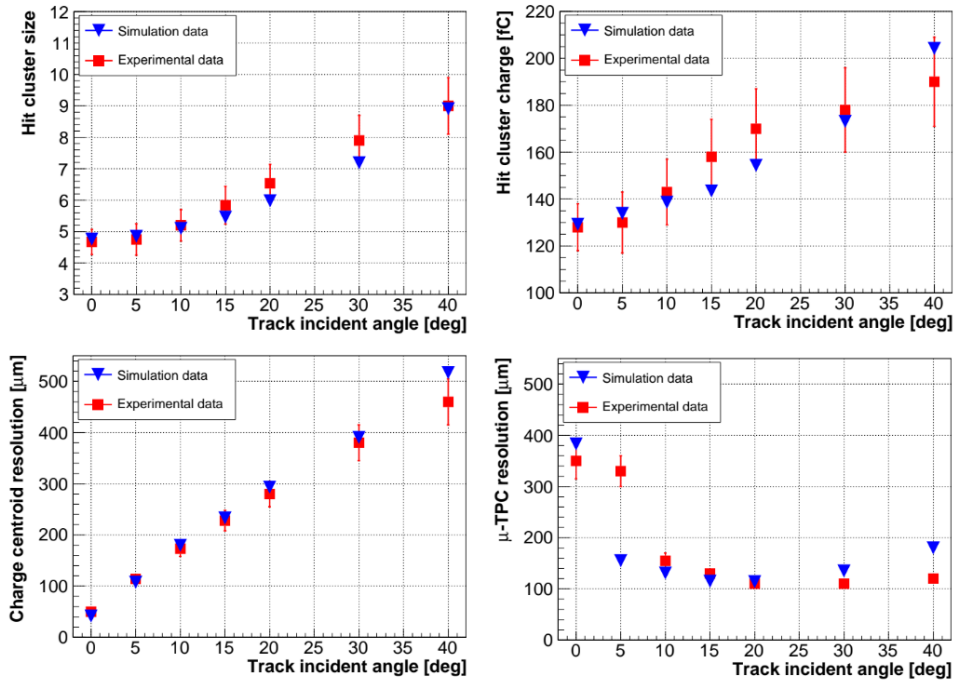 Hit cluster size
12
11
10
9
8
7
6
5
4
3
Simulation data
Experimental data
0 5 10 15 20 25 30 35 40
Track incident angle [deg]
Hit cluster charge [fC]
220
200
180
160
140
120
100
Simulation data
Experimental data
0 5 10 15 20 25 30 35 40
Track incident angle [deg]
Charge centroid resolution [μm]
500
400
300
200
100
0
Simulation data
Experimental data
0 5 10 15 20 25 30 35 40
Track incident angle [deg]
μ-TPC resolution [μm]
500
400
300
200
100
0
Simulation data
Experimental data
0 5 10 15 20 25 30 35 40
Track incident angle [deg]